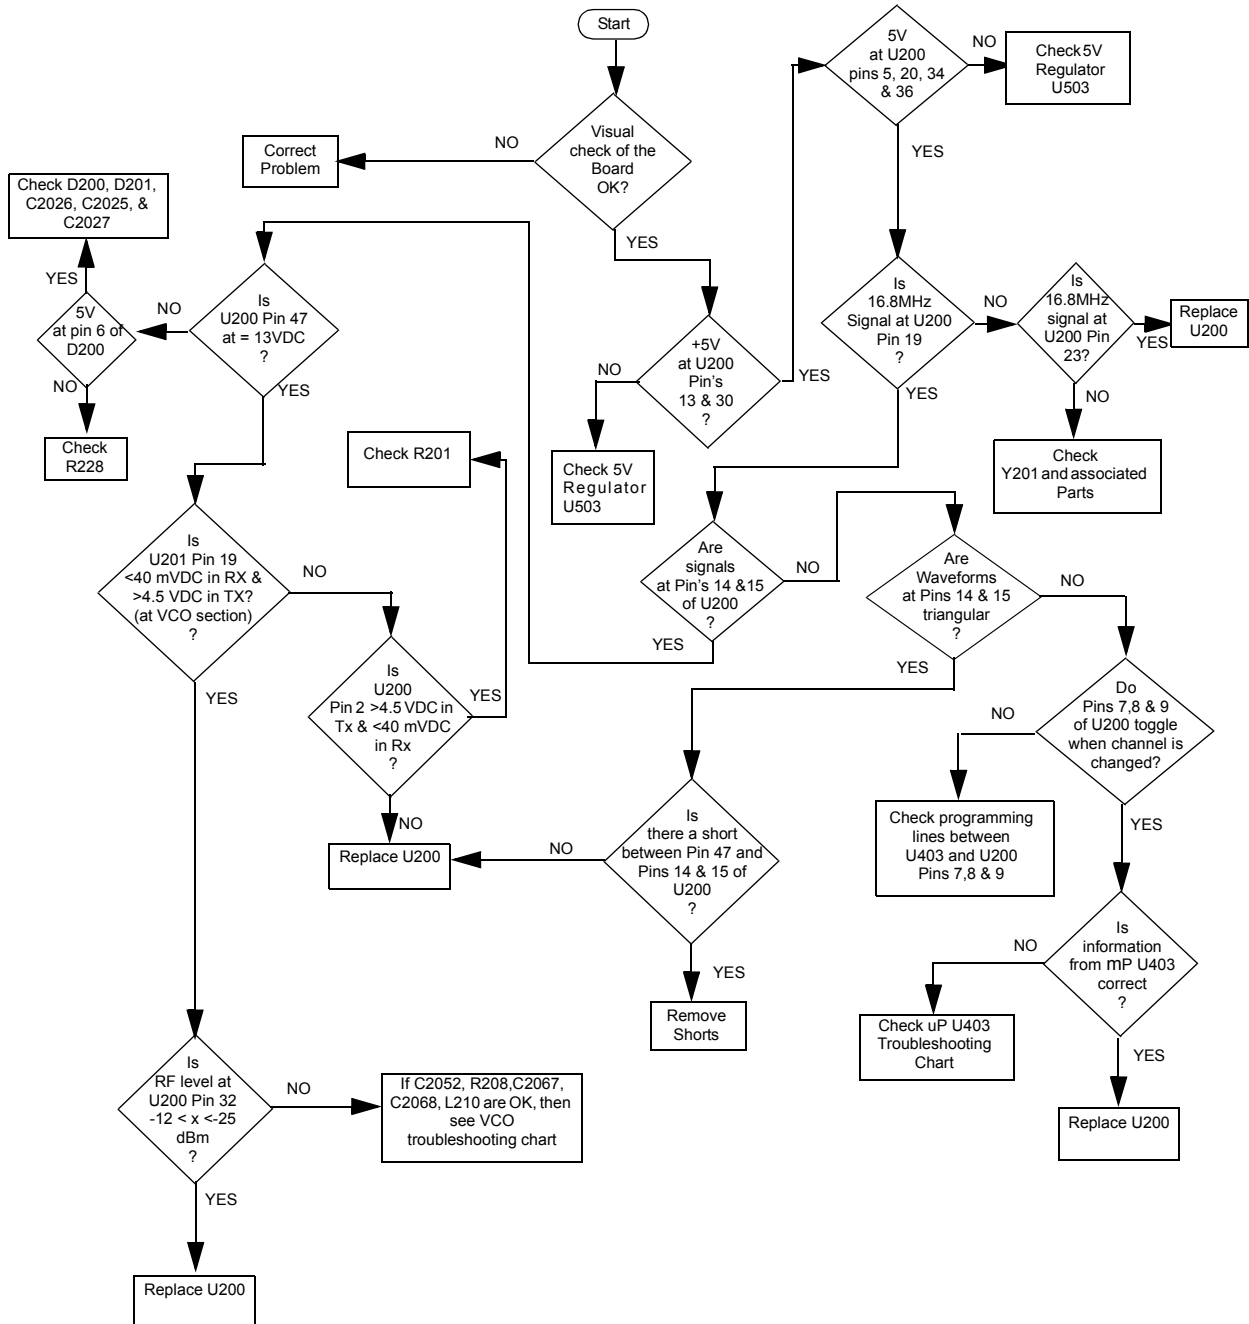 Start
Visual
check of the
Board
OK?
NO
Correct
Problem
YES
+5V
at U200
Pin's
13 & 30
?
NO
Check 5V
Regulator
U503
YES
5V
at U200
pins 5, 20, 34
& 36
NO
Check 5V
Regulator
U503
YES
Is
16.8MHz
Signal at U200
Pin 19
?
NO
Is
16.8MHz
signal at
U200 Pin
23?
YES
Replace
U200
NO
Check
Y201 and associated
Parts
YES
Are
signals
at Pin's 14 &15
of U200
?
NO
Are
Waveforms
at Pins 14 & 15
triangular
?
NO
Do
Pins 7,8 & 9
of U200 toggle
when channel is
changed?
NO
Check programming
lines between
U403 and U200
Pins 7,8 & 9
YES
Is
information
from mP U403
correct
?
NO
Check uP U403
Troubleshooting
Chart
YES
Replace U200
YES
Is
there a short
between Pin 47 and
Pins 14 & 15 of
U200
?
NO
Replace U200
YES
Remove
Shorts
YES
Is
U200 Pin 47
at = 13VDC
?
NO
5V
at pin 6 of
D200
YES
Check D200, D201,
C2026, C2025, &
C2027
NO
Check
R228
YES
Is
U201 Pin 19
<40 mVDC in RX &
>4.5 VDC in TX?
(at VCO section)
?
NO
Is
U200
Pin 2 >4.5 VDC in
Tx & <40 mVDC
in Rx
?
YES
Check R201
NO
YES
Is
RF level at
U200 Pin 32
-12 < x <-25
dBm
?
NO
If C2052, R208,C2067,
C2068, L210 are OK, then
see VCO
troubleshooting chart
YES
Replace U200